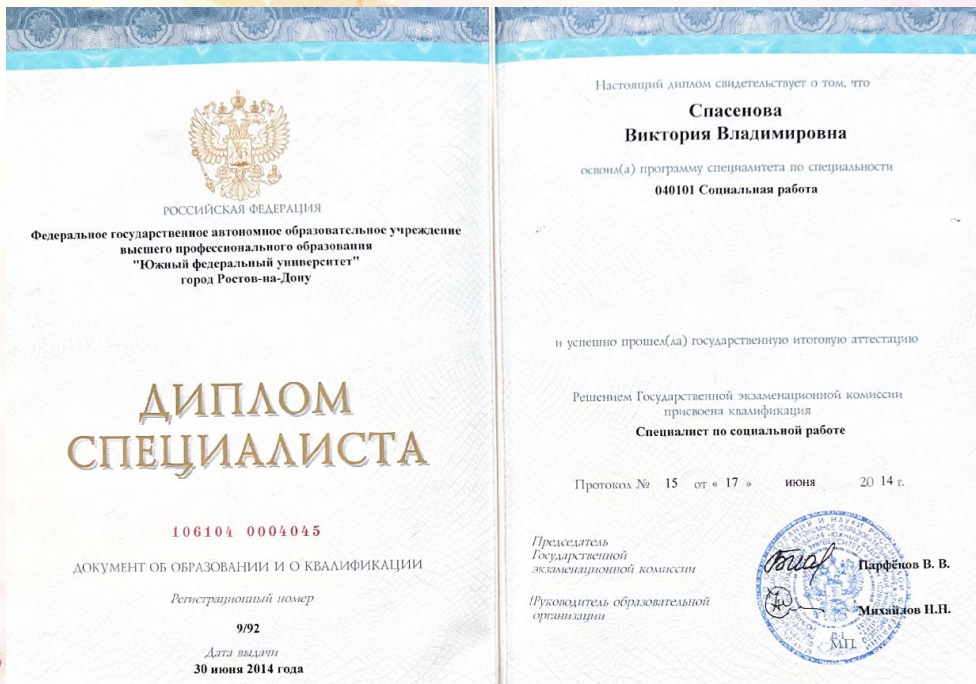 РОССИЙСКАЯ ФЕДЕРАЦИЯ
Федеральное государственное автономное образовательное учреждение
высшего профессионального образования
"Южный федеральный университет"
город Ростов-на-Дону
ДИПЛОМ
СПЕЦИАЛИСТА
106104 0004045
ДОКУМЕНТ ОБ ОБРАЗОВАНИИ И О КВАЛИФИКАЦИИ
Регистрационный номер
9/92
Дата выдачи
30 июня 2014 года
Настоящий диплом свидетельствует о том, что
Спасенова
Виктория Владимировна
освоил(а) программу специалитета по специальности
040101 Социальная работа
и успешно прошел(ла) государственную итоговую аттестацию
Решением Государственной экзаменационной комиссии
присвоена квалификация
Специалист по социальной работе
Протокол № 15 от « 17 » июня 20 14 г.
Председатель
Государственной
экзаменационной комиссии
Парфёнов В. В.
Руководитель образовательной
организации
Михайлов Н.Н.
М.П.